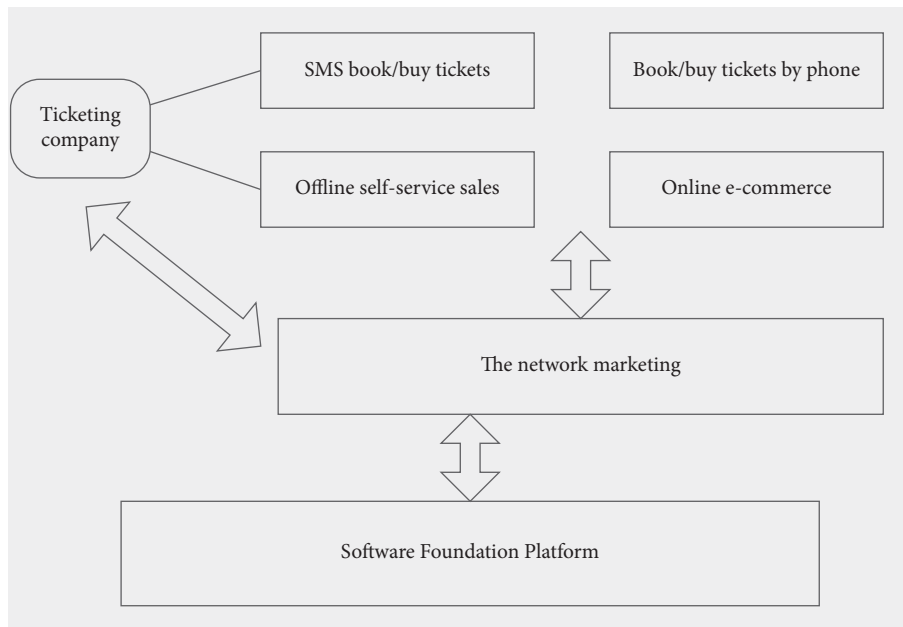 SMS book/buy tickets
Book/buy tickets by phone
Ticketing
company
Offline self-service sales
Online e-commerce
The network marketing
Software Foundation Platform